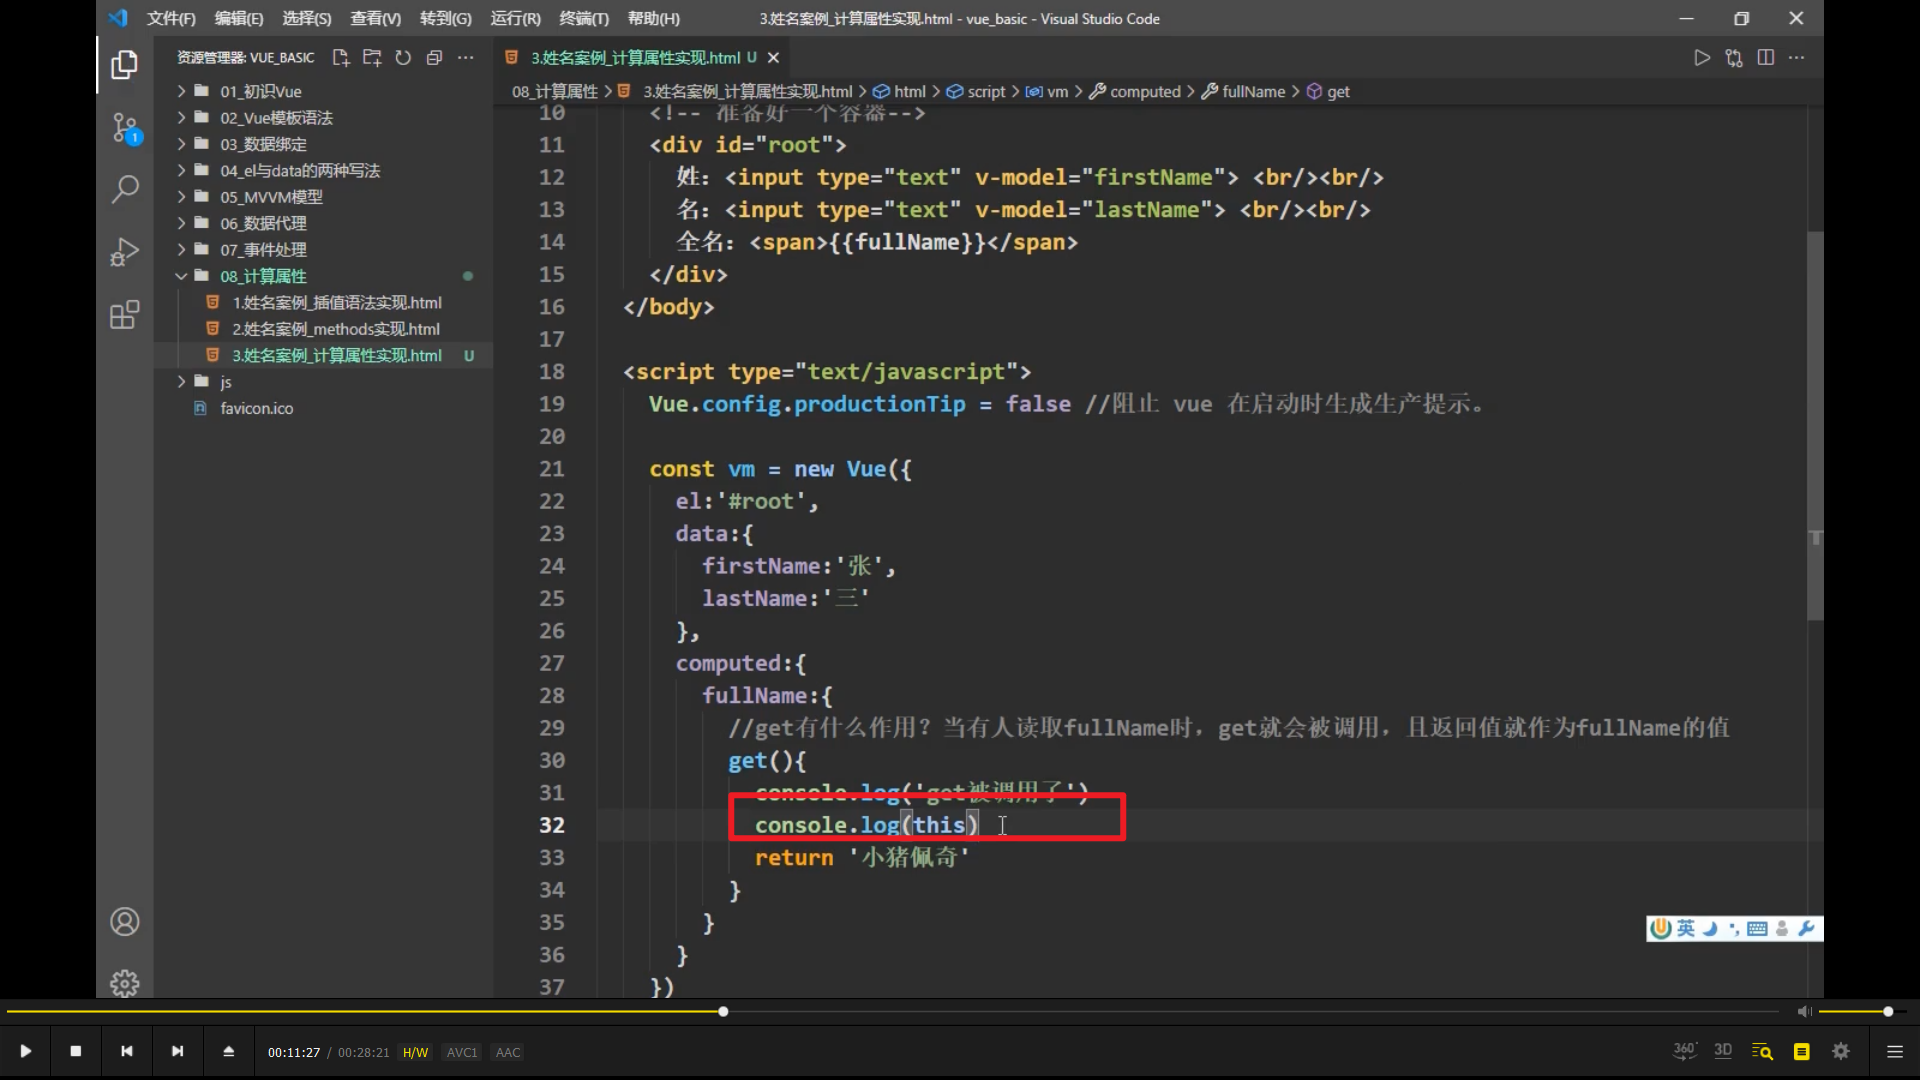 文件(F) 编辑(E) 选择(S) 查看(V) 转到(G) 运行(R) 终端(T) 帮助(H) 3.姓名案例_计算属性实现.html - vue_basic - Visual Studio Code
资源管理器: VUE_BASIC
3.姓名案例_计算属性实现.html U
08_计算属性 > 3.姓名案例_计算属性实现.html > html > script > vm > computed > fullName > get
01_初识Vue
02_Vue模板语法
03_数据绑定
04_el与data的两种写法
05_MVVM模型
06_数据代理
07_事件处理
08_计算属性
1.姓名案例_插值语法实现.html
2.姓名案例_methods实现.html
3.姓名案例_计算属性实现.html U
js
favicon.ico
1
10 <!-- 准备好一个容器-->
11 <div id="root">
12 姓：<input type="text" v-model="firstName"> <br/><br/>
13 名：<input type="text" v-model="lastName"> <br/><br/>
14 全名：<span>{{fullName}}</span>
15 </div>
16 </body>
17
18 <script type="text/javascript">
19 Vue.config.productionTip = false //阻止 vue 在启动时生成生产提示。
20
21 const vm = new Vue({
22 el:'#root',
23 data:{
24 firstName:'张',
25 lastName:'三'
26 },
27 computed:{
28 fullName:{
29 //get有什么作用？当有人读取fullName时，get就会被调用，且返回值就作为fullName的值
30 get(){
31 console.log('get被调用了')
32 console.log(this)
33 return '小猪佩奇'
34 }
35 }
36 }
37 })
英
00:11:27 / 00:28:21 H/W AVC1 AAC
360° 3D